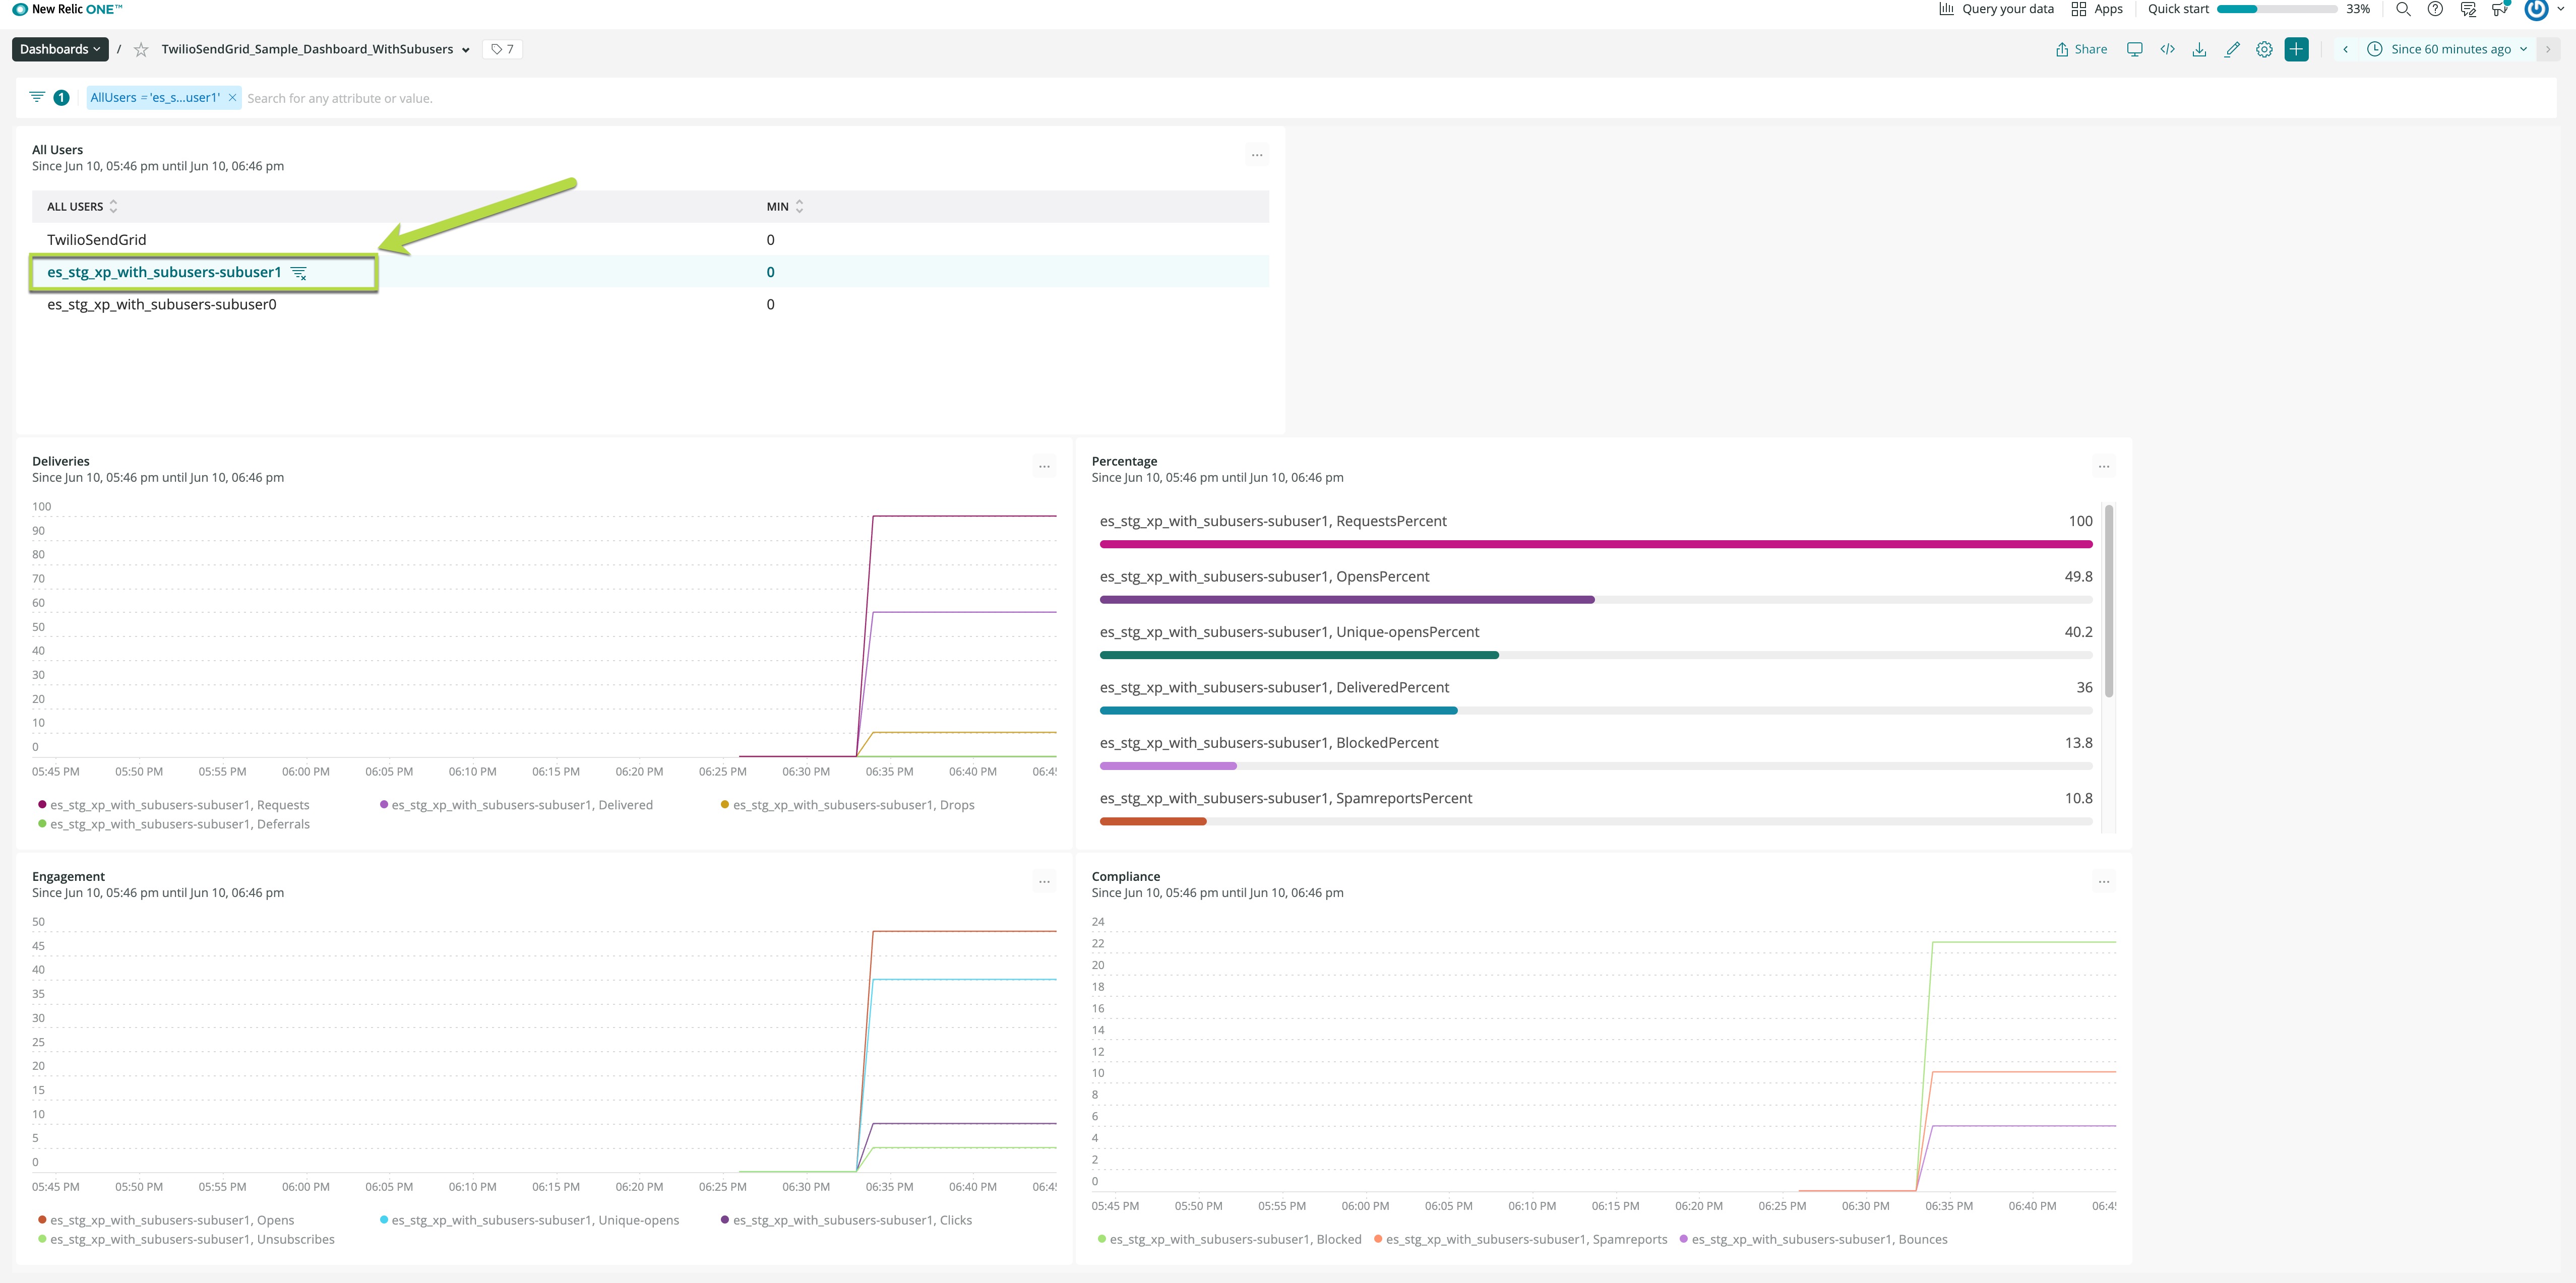 New Relic ONE™
Query your data Apps Quick start 33%
Dashboards / TwilioSendGrid_Sample_Dashboard_WithSubusers 7
Share Since 60 minutes ago
1 AllUsers = 'es_s...user1' × Search for any attribute or value.
All Users
Since Jun 10, 05:46 pm until Jun 10, 06:46 pm
ALL USERS MIN
TwilioSendGrid 0
es_stg_xp_with_subusers-subuser1 0
es_stg_xp_with_subusers-subuser0 0
Deliveries
Since Jun 10, 05:46 pm until Jun 10, 06:46 pm
100
90
80
70
60
50
40
30
20
10
0
05:45 PM 05:50 PM 05:55 PM 06:00 PM 06:05 PM 06:10 PM 06:15 PM 06:20 PM 06:25 PM 06:30 PM 06:35 PM 06:40 PM 06:4
es_stg_xp_with_subusers-subuser1, Requests es_stg_xp_with_subusers-subuser1, Delivered es_stg_xp_with_subusers-subuser1, Drops
es_stg_xp_with_subusers-subuser1, Deferrals
Percentage
Since Jun 10, 05:46 pm until Jun 10, 06:46 pm
es_stg_xp_with_subusers-subuser1, RequestsPercent 100
es_stg_xp_with_subusers-subuser1, OpensPercent 49.8
es_stg_xp_with_subusers-subuser1, Unique-opensPercent 40.2
es_stg_xp_with_subusers-subuser1, DeliveredPercent 36
es_stg_xp_with_subusers-subuser1, BlockedPercent 13.8
es_stg_xp_with_subusers-subuser1, SpamreportsPercent 10.8
Engagement
Since Jun 10, 05:46 pm until Jun 10, 06:46 pm
50
45
40
35
30
25
20
15
10
5
0
05:45 PM 05:50 PM 05:55 PM 06:00 PM 06:05 PM 06:10 PM 06:15 PM 06:20 PM 06:25 PM 06:30 PM 06:35 PM 06:40 PM 06:4
es_stg_xp_with_subusers-subuser1, Opens es_stg_xp_with_subusers-subuser1, Unique-opens es_stg_xp_with_subusers-subuser1, Clicks
es_stg_xp_with_subusers-subuser1, Unsubscribes
Compliance
Since Jun 10, 05:46 pm until Jun 10, 06:46 pm
24
22
20
18
16
14
12
10
8
6
4
2
0
05:45 PM 05:50 PM 05:55 PM 06:00 PM 06:05 PM 06:10 PM 06:15 PM 06:20 PM 06:25 PM 06:30 PM 06:35 PM 06:40 PM 06:4
es_stg_xp_with_subusers-subuser1, Blocked es_stg_xp_with_subusers-subuser1, Spamreports es_stg_xp_with_subusers-subuser1, Bounces